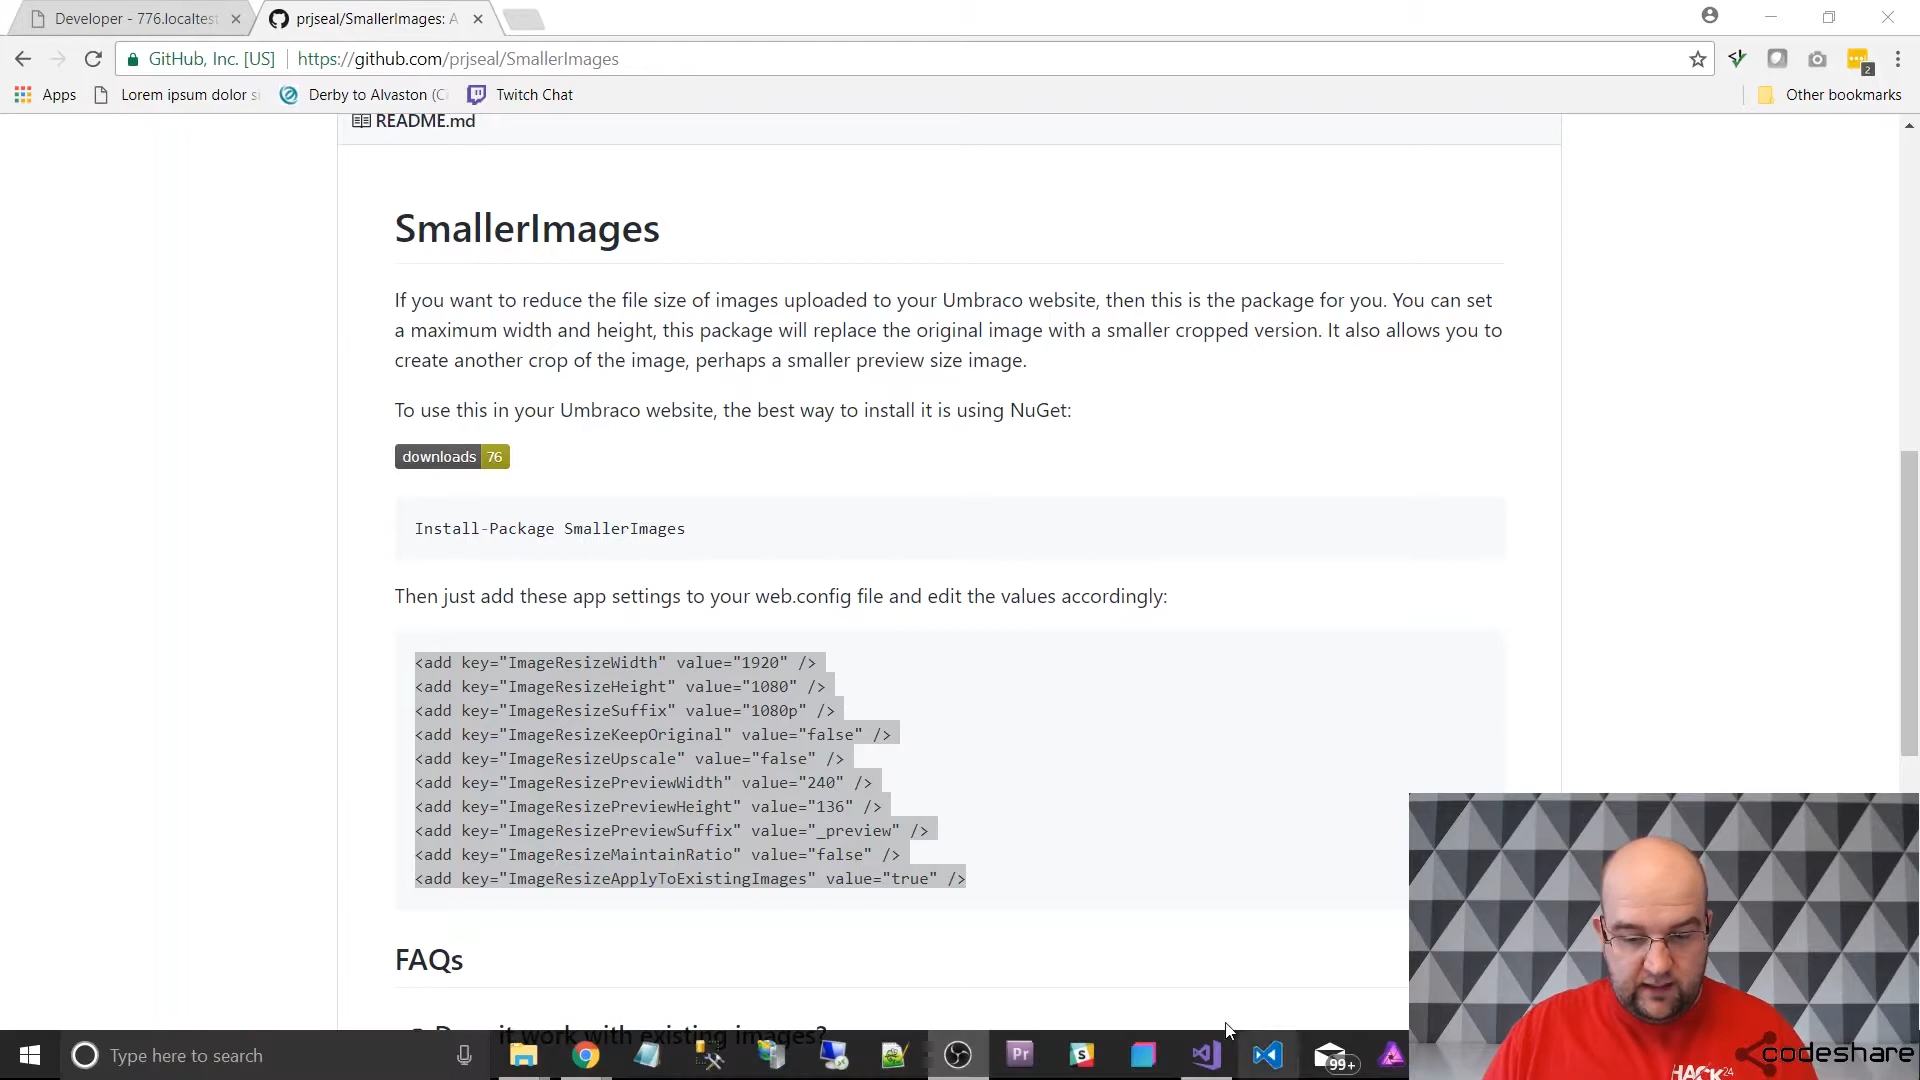 Developer - 776.localtest
prjseal/SmallerImages: A
GitHub, Inc. [US]
https://github.com/prjseal/SmallerImages
2
Apps
Lorem ipsum dolor si
Derby to Alvaston (C
Twitch Chat
Other bookmarks
README.md
SmallerImages
If you want to reduce the file size of images uploaded to your Umbraco website, then this is the package for you. You can set
a maximum width and height, this package will replace the original image with a smaller cropped version. It also allows you to
create another crop of the image, perhaps a smaller preview size image.
To use this in your Umbraco website, the best way to install it is using NuGet:
downloads 76
Install-Package SmallerImages
Then just add these app settings to your web.config file and edit the values accordingly:
<add key="ImageResizeWidth" value="1920" />
<add key="ImageResizeHeight" value="1080" />
<add key="ImageResizeSuffix" value="1080p" />
<add key="ImageResizeKeepOriginal" value="false" />
<add key="ImageResizeUpscale" value="false" />
<add key="ImageResizePreviewWidth" value="240" />
<add key="ImageResizePreviewHeight" value="136" />
<add key="ImageResizePreviewSuffix" value="_preview" />
<add key="ImageResizeMaintainRatio" value="false" />
<add key="ImageResizeApplyToExistingImages" value="true" />
FAQs
it work with existing images?
Type here to search
Pr
S
99+
codeshare
HACK24